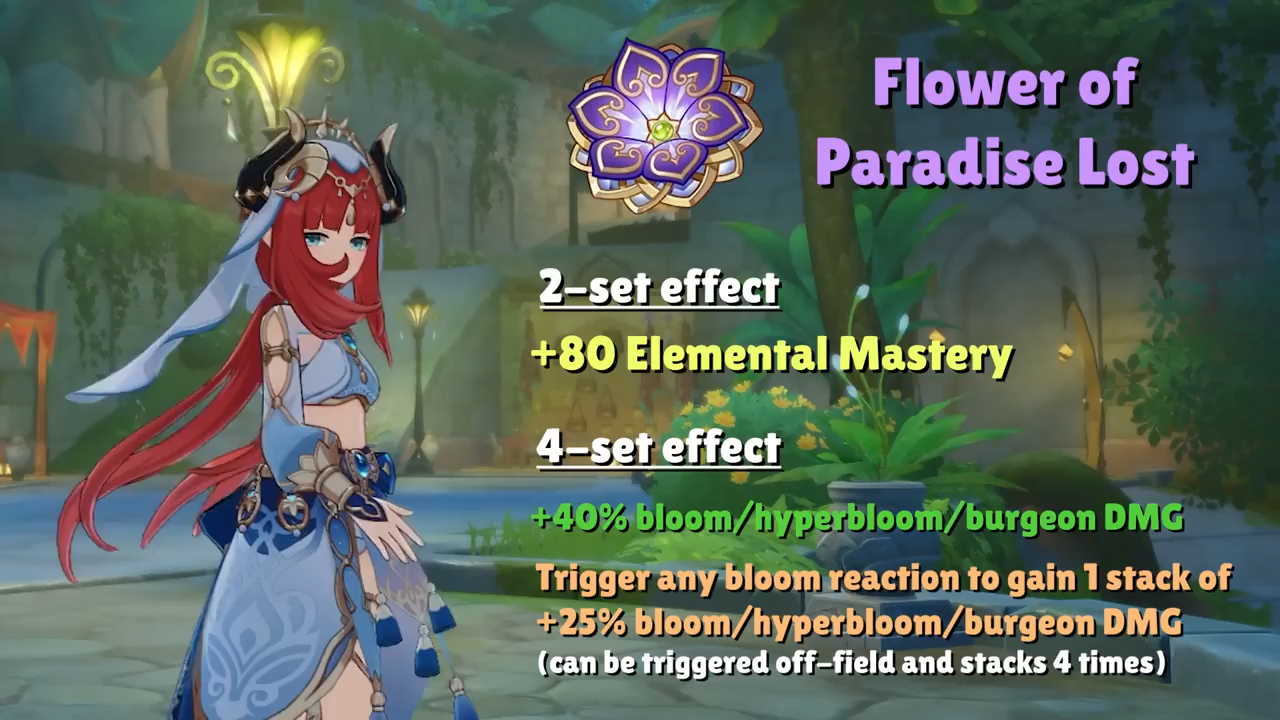 Flower of
Paradise Lost
2-set effect
+80 Elemental Mastery
4-set effect
+40% bloom/hyperbloom/burgeon DMG
Trigger any bloom reaction to gain 1 stack of
+25% bloom/hyperbloom/burgeon DMG
(can be triggered off-field and stacks 4 times)